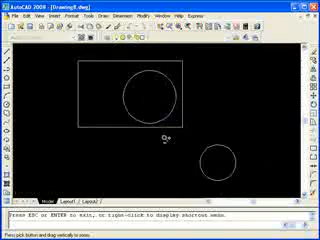 AutoCAD 2004 - [Drawing8.dwg]
File Edit View Insert Format Tools Draw Dimension Modify Window Help Express
Model Layout1 Layout2
Press ESC or ENTER to exit, or right-click to display shortcut menu.
Press pick button and drag vertically to zoom.